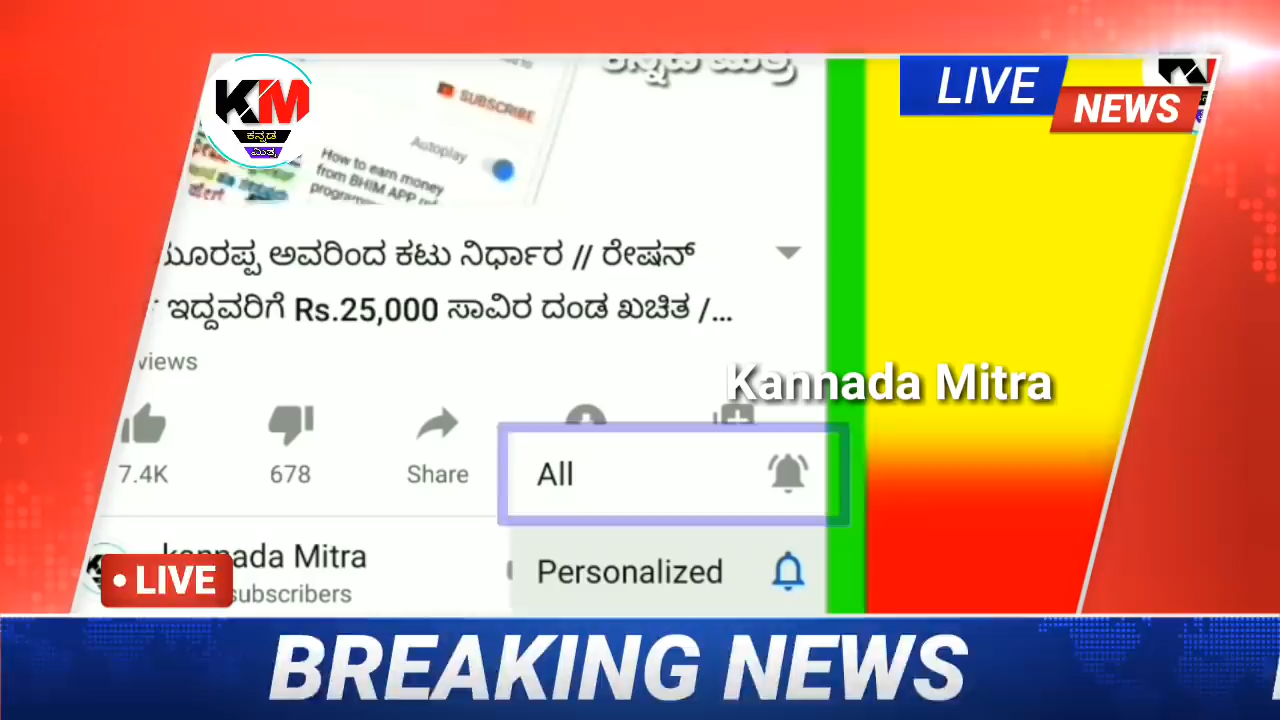 KM
ಕನ್ನಡ
ಮಿತ್ರ
ಕನ್ನಡ ಮಿತ್ರ
SUBSCRIBE
Autoplay
How to earn money
from BHIM APP
ಹೇಗೆ
LIVE
NEWS
ಯೂರಪ್ಪ ಅವರಿಂದ ಕಟು ನಿರ್ಧಾರ // ರೇಷನ್
ಇದ್ದವರಿಗೆ Rs.25,000 ಸಾವಿರ ದಂಡ ಖಚಿತ /...
views
Kannada Mitra
7.4K
678
Share
All
kannada Mitra
subscribers
Personalized
• LIVE
BREAKING NEWS